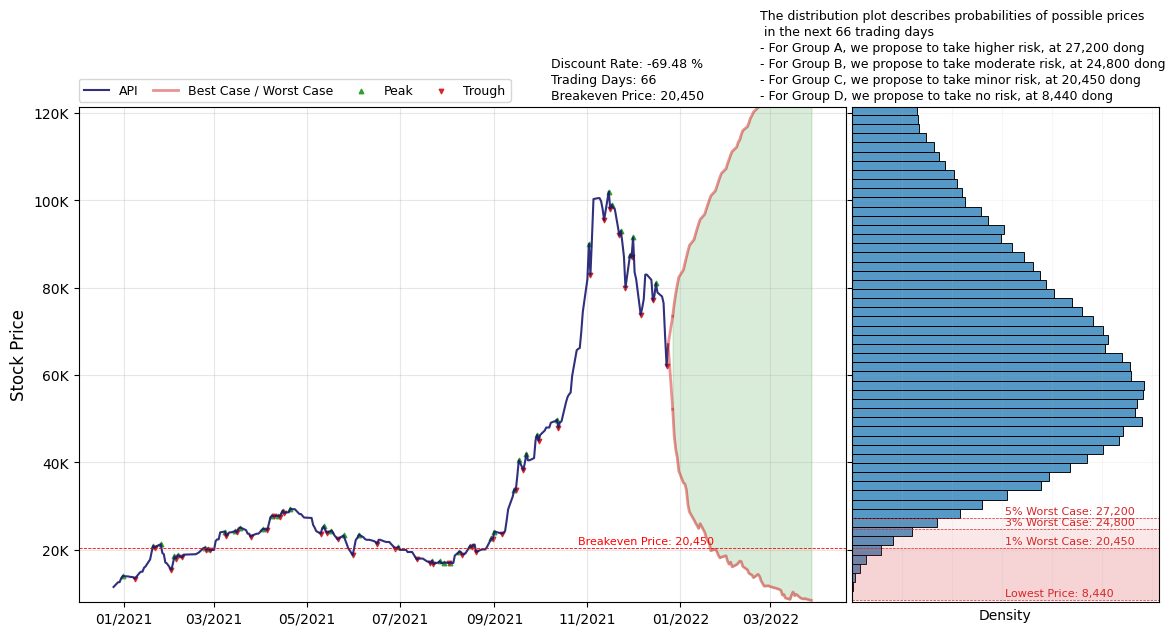 The distribution plot describes probabilities of possible prices
in the next 66 trading days
- For Group A, we propose to take higher risk, at 27,200 dong
- For Group B, we propose to take moderate risk, at 24,800 dong
- For Group C, we propose to take minor risk, at 20,450 dong
- For Group D, we propose to take no risk, at 8,440 dong
Discount Rate: -69.48 %
Trading Days: 66
Breakeven Price: 20,450
API
Best Case / Worst Case
Peak
Trough
Stock Price
120K
100K
80K
60K
40K
20K
Breakeven Price: 20,450
01/2021
03/2021
05/2021
07/2021
09/2021
11/2021
01/2022
03/2022
5% Worst Case: 27,200
3% Worst Case: 24,800
1% Worst Case: 20,450
Lowest Price: 8,440
Density